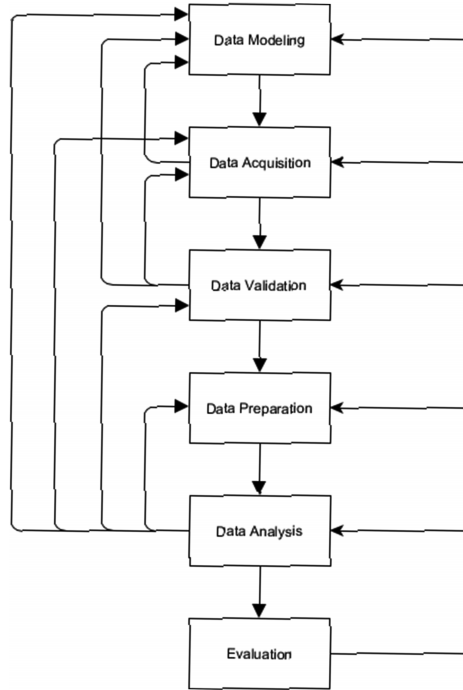 Data Modeling
Data Acquisition
Data Validation
Data Preparation
Data Analysis
Evaluation